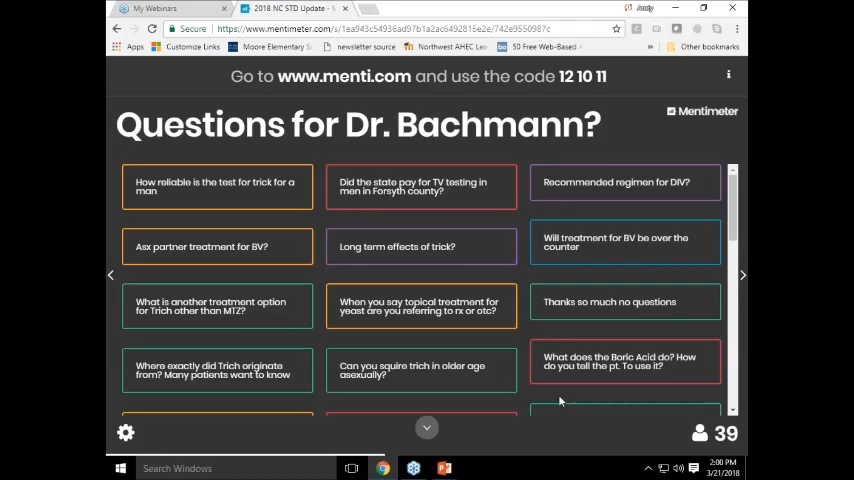 My Webinars
2018 NC STD Update -
Secure
https://www.mentimeter.com/s/1ea943c54936ad97b1a2ac6492815e2e/742e9550987c
Apps
Customize Links
Moore Elementary S
newsletter source
Northwest AHEC Lea
50 Free Web-Based
Other bookmarks
Go to www.menti.com and use the code 12 10 11
Mentimeter
Questions for Dr. Bachmann?
How reliable is the test for trick for a
man
Did the state pay for TV testing in
men in Forsyth county?
Recommended regimen for DIV?
Asx partner treatment for BV?
Long term effects of trick?
Will treatment for BV be over the
counter
What is another treatment option
for Trich other than MTZ?
When you say topical treatment for
yeast are you referring to rx or otc?
Thanks so much no questions
Where exactly did Trich originate
from? Many patients want to know
Can you squire trich in older age
asexually?
What does the Boric Acid do? How
do you tell the pt. To use it?
39
Search Windows
2:00 PM
3/21/2018